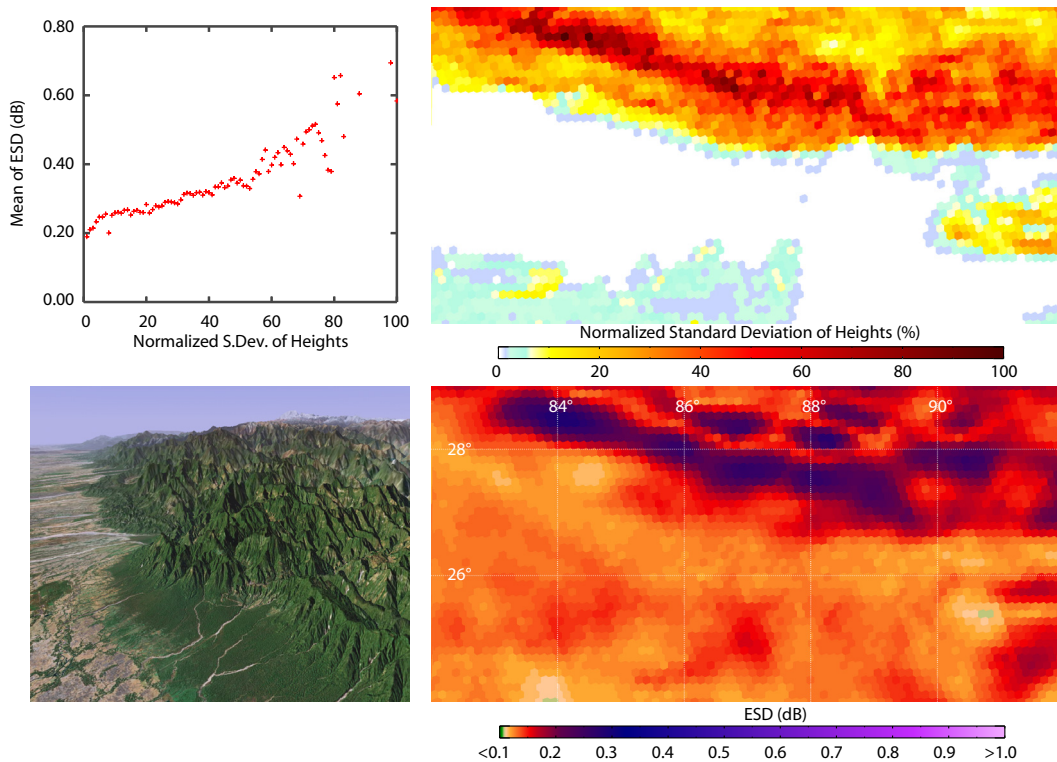 0.80
0.60
0.40
0.20
0.00
Mean of ESD (dB)
0 20 40 60 80 100
Normalized S.Dev. of Heights
Normalized Standard Deviation of Heights (%)
0 20 40 60 80 100
84° 86° 88° 90°
28°
26°
ESD (dB)
<0.1 0.2 0.3 0.4 0.5 0.6 0.7 0.8 0.9 >1.0